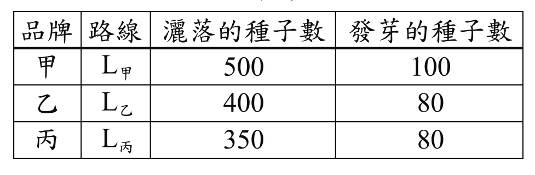 品牌 路線 灑落的種子數 發芽的種子數
甲 L甲 500 100
乙 L乙 400 80
丙 L丙 350 80